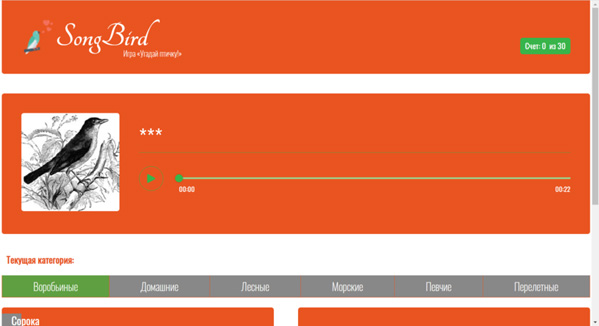 SongBird
Игра «Угадай птичку!»
Счет: 0 из 30
***
00:00 00:22
Текущая категория:
Воробьиные Домашние Лесные Морские Певчие Перелетные
Сорока